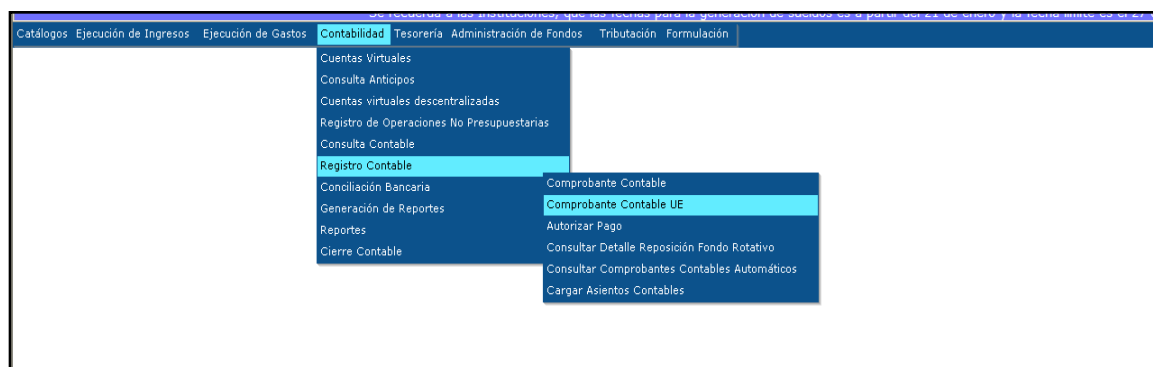 Se recuerda a las Instituciones, que las fechas para la generación de sueldos es a partir del 21 de enero y la fecha límite es el 27
Catálogos Ejecución de Ingresos Ejecución de Gastos Contabilidad Tesorería Administración de Fondos Tributación Formulación
Cuentas Virtuales
Consulta Anticipos
Cuentas virtuales descentralizadas
Registro de Operaciones No Presupuestarias
Consulta Contable
Registro Contable
Conciliación Bancaria
Generación de Reportes
Reportes
Cierre Contable
Comprobante Contable
Comprobante Contable UE
Autorizar Pago
Consultar Detalle Reposición Fondo Rotativo
Consultar Comprobantes Contables Automáticos
Cargar Asientos Contables